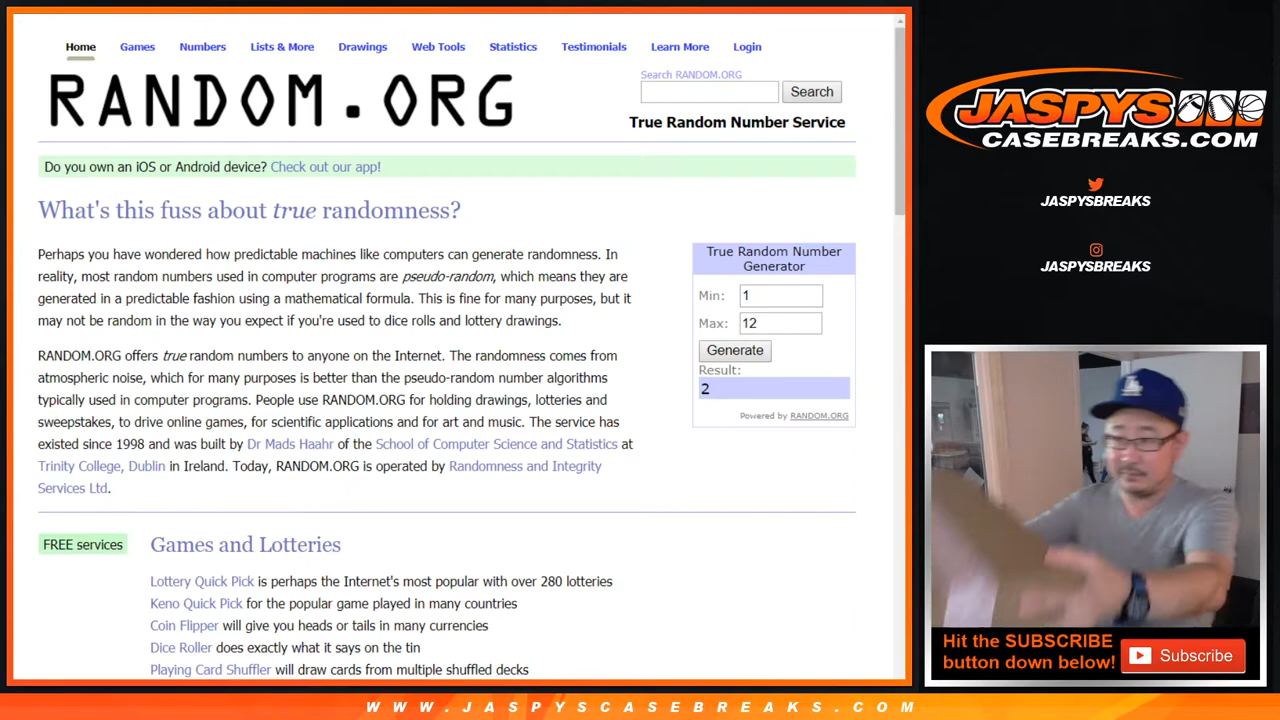 Home Games Numbers Lists & More Drawings Web Tools Statistics Testimonials Learn More Login
RANDOM.ORG
Search RANDOM.ORG
Search
True Random Number Service
Do you own an iOS or Android device? Check out our app!
What's this fuss about true randomness?
Perhaps you have wondered how predictable machines like computers can generate randomness. In
reality, most random numbers used in computer programs are pseudo-random, which means they are
generated in a predictable fashion using a mathematical formula. This is fine for many purposes, but it
may not be random in the way you expect if you're used to dice rolls and lottery drawings.
RANDOM.ORG offers true random numbers to anyone on the Internet. The randomness comes from
atmospheric noise, which for many purposes is better than the pseudo-random number algorithms
typically used in computer programs. People use RANDOM.ORG for holding drawings, lotteries and
sweepstakes, to drive online games, for scientific applications and for art and music. The service has
existed since 1998 and was built by Dr Mads Haahr of the School of Computer Science and Statistics at
Trinity College, Dublin in Ireland. Today, RANDOM.ORG is operated by Randomness and Integrity
Services Ltd.
True Random Number
Generator
Min: 1
Max: 12
Generate
Result:
2
Powered by RANDOM.ORG
FREE services
Games and Lotteries
Lottery Quick Pick is perhaps the Internet's most popular with over 280 lotteries
Keno Quick Pick for the popular game played in many countries
Coin Flipper will give you heads or tails in many currencies
Dice Roller does exactly what it says on the tin
Playing Card Shuffler will draw cards from multiple shuffled decks
JASPYS
CASEBREAKS.COM
JASPYSBREAKS
JASPYSBREAKS
Hit the SUBSCRIBE
button down below!
Subscribe
WWW.JASPYSCASEBREAKS.COM